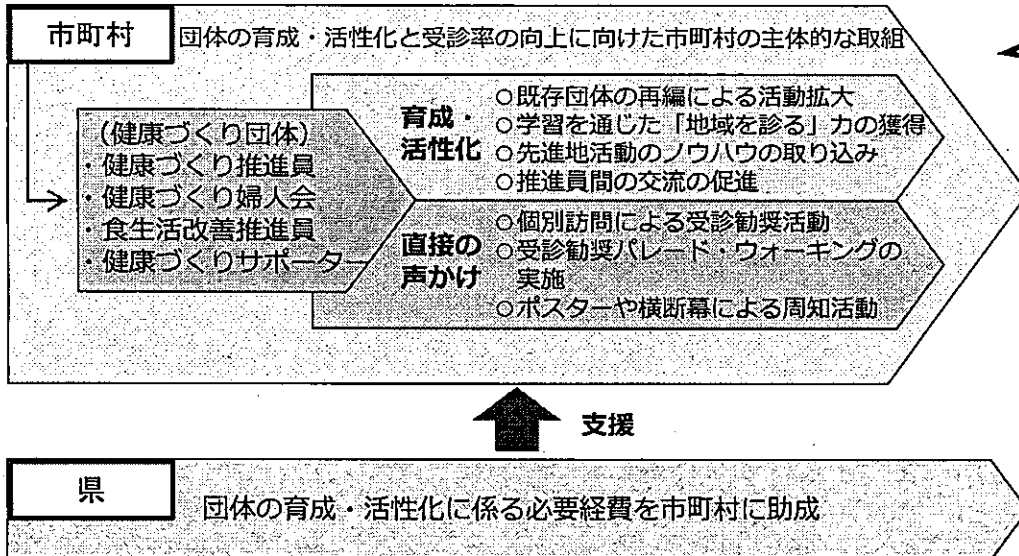 市町村
団体の育成・活性化と受診率の向上に向けた市町村の主体的な取組
(健康づくり団体)
・健康づくり推進員
・健康づくり婦人会
・食生活改善推進員
・健康づくりサポーター
育成・
活性化
○既存団体の再編による活動拡大
○学習を通じた「地域を診る」力の獲得
○先進地活動のノウハウの取り込み
○推進員間の交流の促進
直接の
声かけ
○個別訪問による受診勧奨活動
○受診勧奨パレード・ウォーキングの
実施
○ポスターや横断幕による周知活動
支援
県
団体の育成・活性化に係る必要経費を市町村に助成